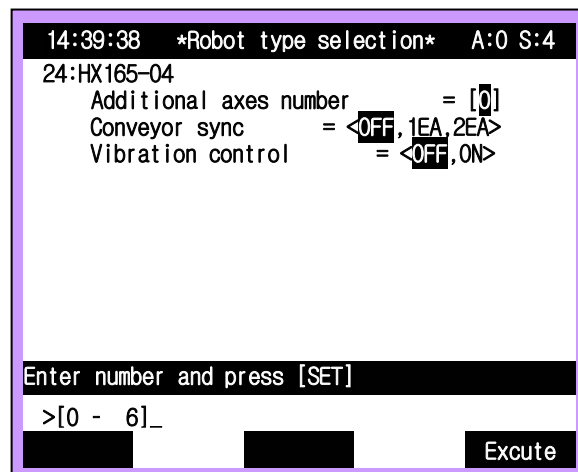 14:39:38 *Robot type selection* A:0 S:4
24:HX165-04
Additional axes number = [0]
Conveyor sync = <OFF,1EA,2EA>
Vibration control = <OFF,ON>
Enter number and press [SET]
>[0 - 6]_
Excute